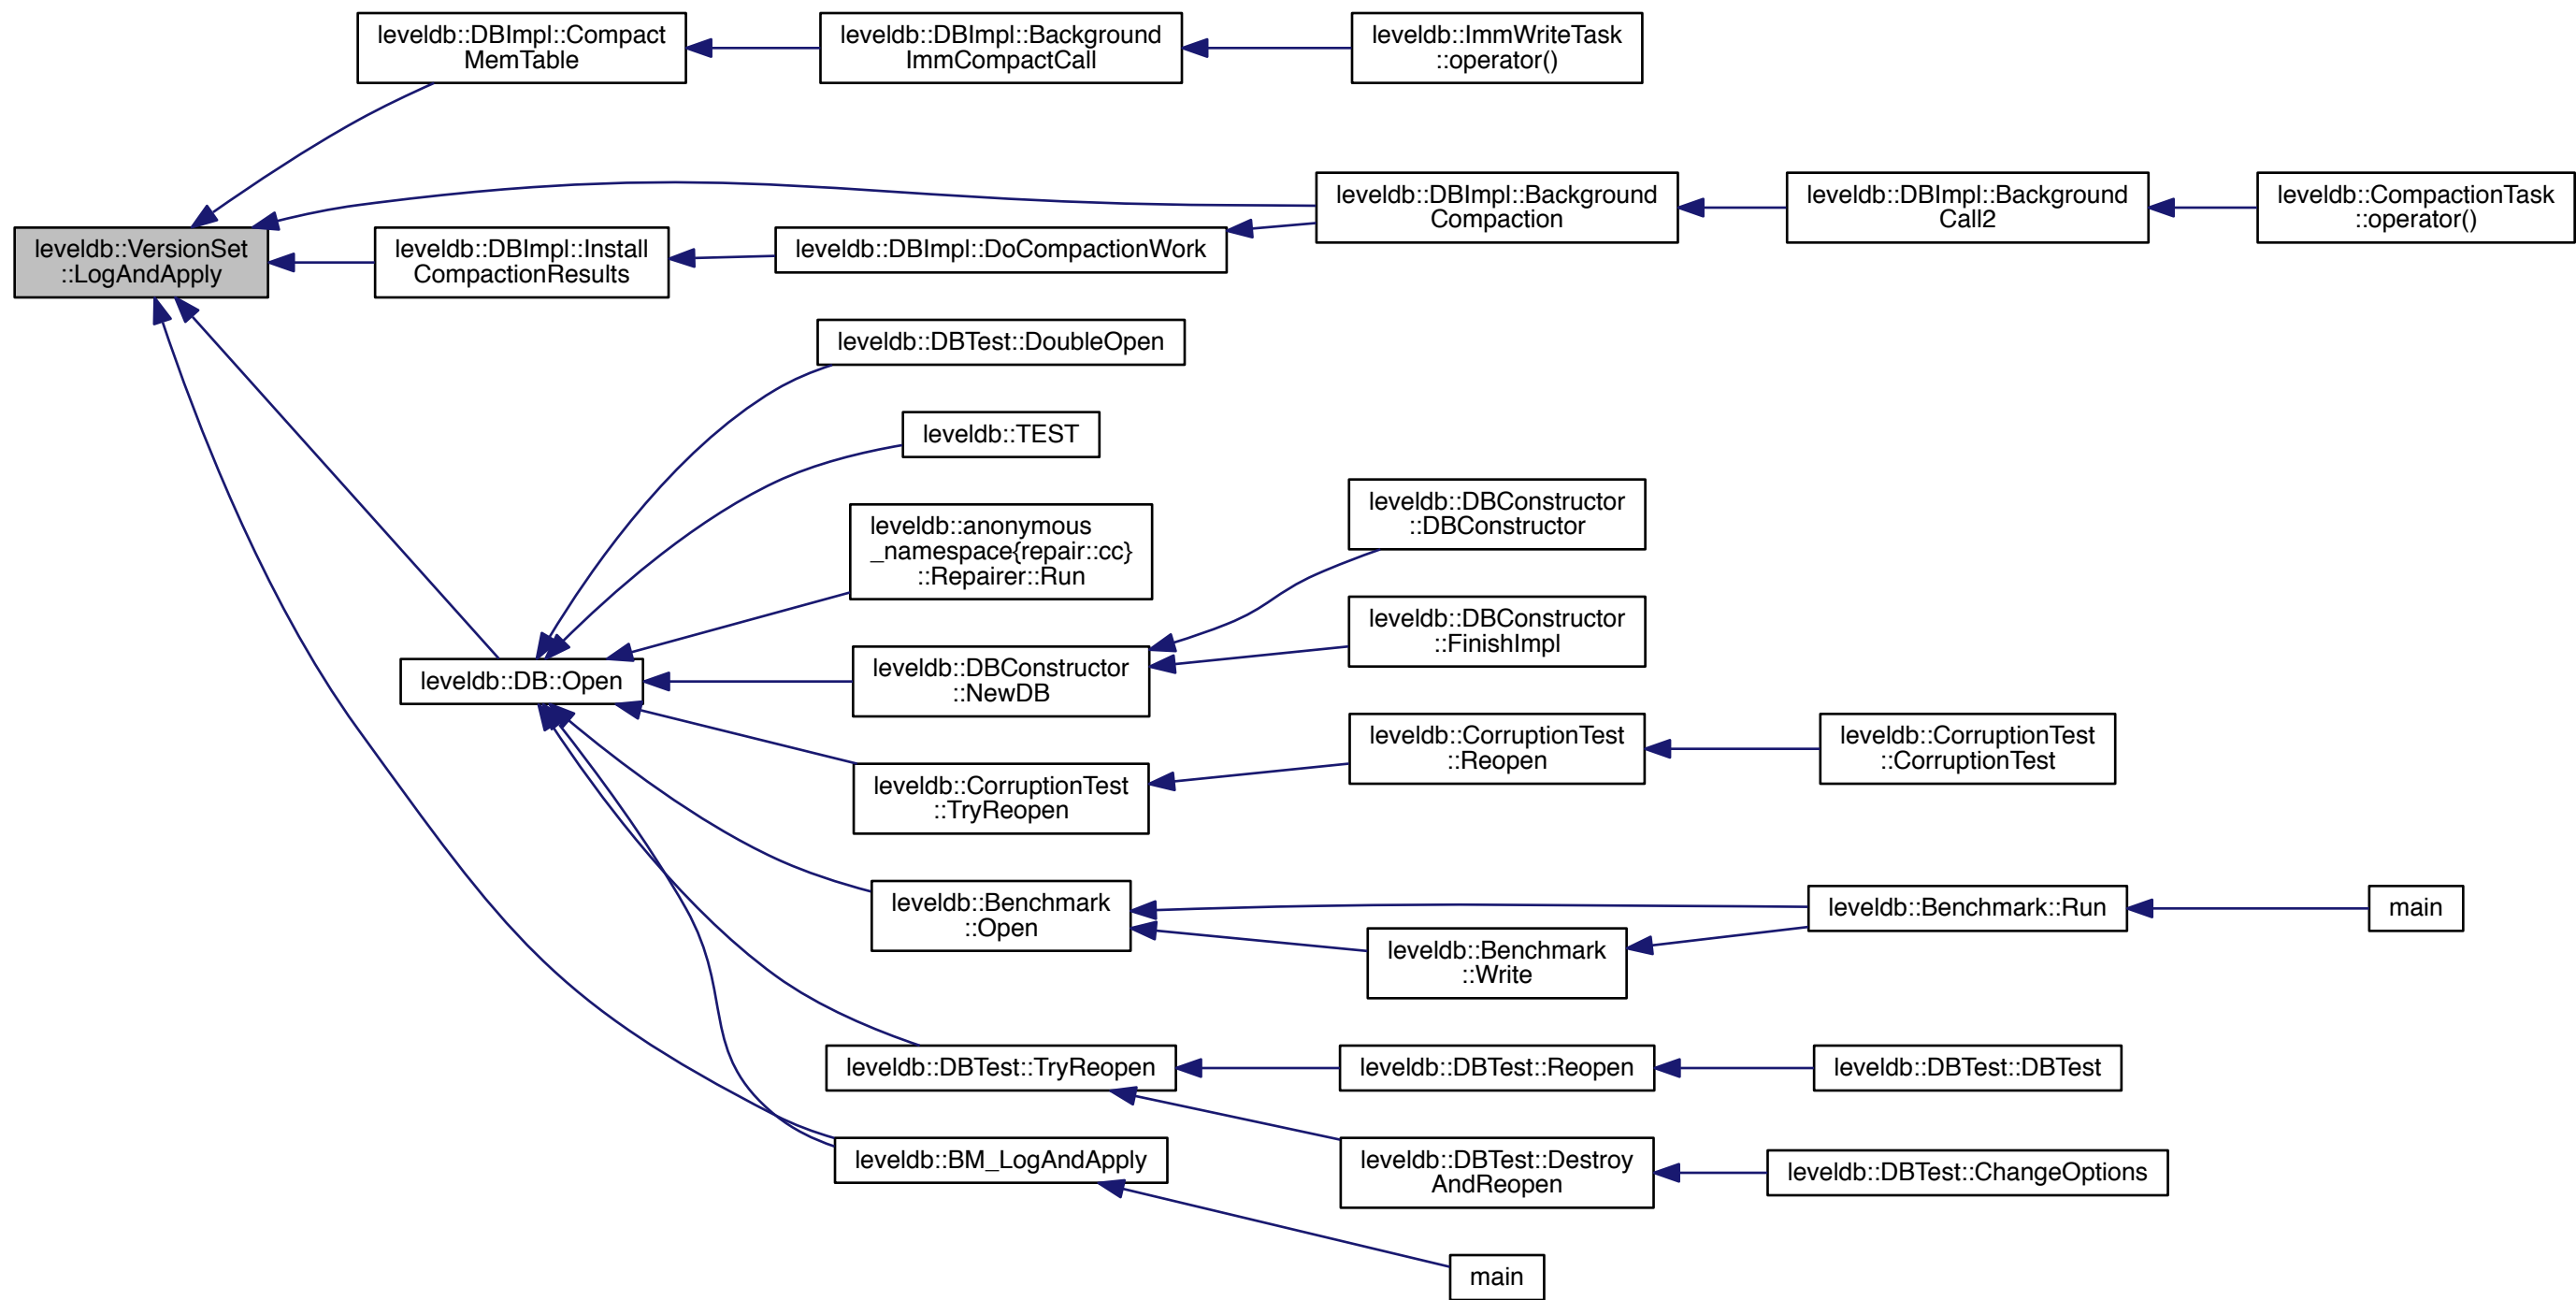 leveldb::DBImpl::Compact
MemTable
leveldb::DBImpl::Background
ImmCompactCall
leveldb::ImmWriteTask
::operator()
leveldb::DBImpl::Background
Compaction
leveldb::DBImpl::Background
Call2
leveldb::CompactionTask
::operator()
leveldb::VersionSet
::LogAndApply
leveldb::DBImpl::Install
CompactionResults
leveldb::DBImpl::DoCompactionWork
leveldb::DBTest::DoubleOpen
leveldb::TEST
leveldb::anonymous
_namespace{repair::cc}
::Repairer::Run
leveldb::DBConstructor
::DBConstructor
leveldb::DBConstructor
::FinishImpl
leveldb::DB::Open
leveldb::DBConstructor
::NewDB
leveldb::CorruptionTest
::Reopen
leveldb::CorruptionTest
::CorruptionTest
leveldb::CorruptionTest
::TryReopen
leveldb::Benchmark
::Open
leveldb::Benchmark::Run
main
leveldb::Benchmark
::Write
leveldb::DBTest::TryReopen
leveldb::DBTest::Reopen
leveldb::DBTest::DBTest
leveldb::BM_LogAndApply
leveldb::DBTest::Destroy
AndReopen
leveldb::DBTest::ChangeOptions
main